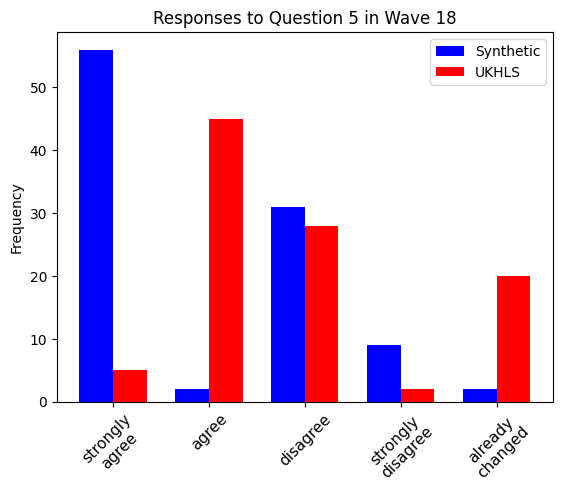 Responses to Question 5 in Wave 18
Synthetic
UKHLS
Frequency
50
40
30
20
10
0
strongly
agree
agree
disagree
strongly
disagree
already
changed